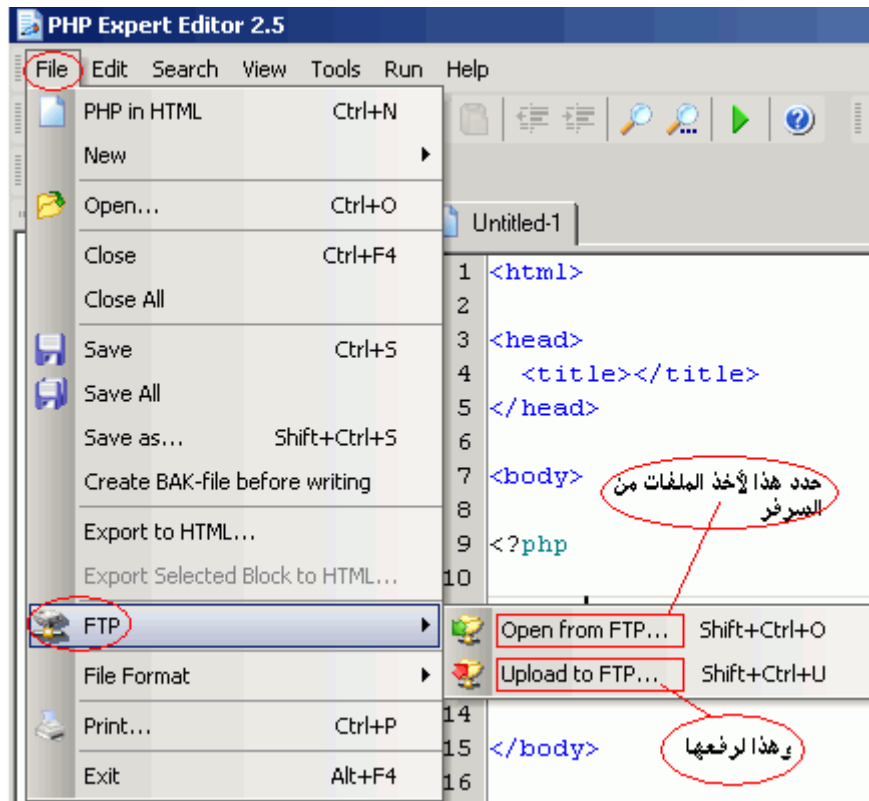 PHP Expert Editor 2.5
File Edit Search View Tools Run Help
PHP in HTML Ctrl+N
New
Open... Ctrl+O
Close Ctrl+F4
Close All
Save Ctrl+S
Save All
Save as... Shift+Ctrl+S
Create BAK-file before writing
Export to HTML...
Export Selected Block to HTML...
FTP
File Format
Print... Ctrl+P
Exit Alt+F4
Open from FTP... Shift+Ctrl+O
Upload to FTP... Shift+Ctrl+U
Untitled-1
1 <html>
2
3 <head>
4 <title></title>
5 </head>
6
7 <body>
8
9 <?php
10
14
15 </body>
16
حدد هذا لأخذ الملفات من
السرفر
وهذا لرفعها